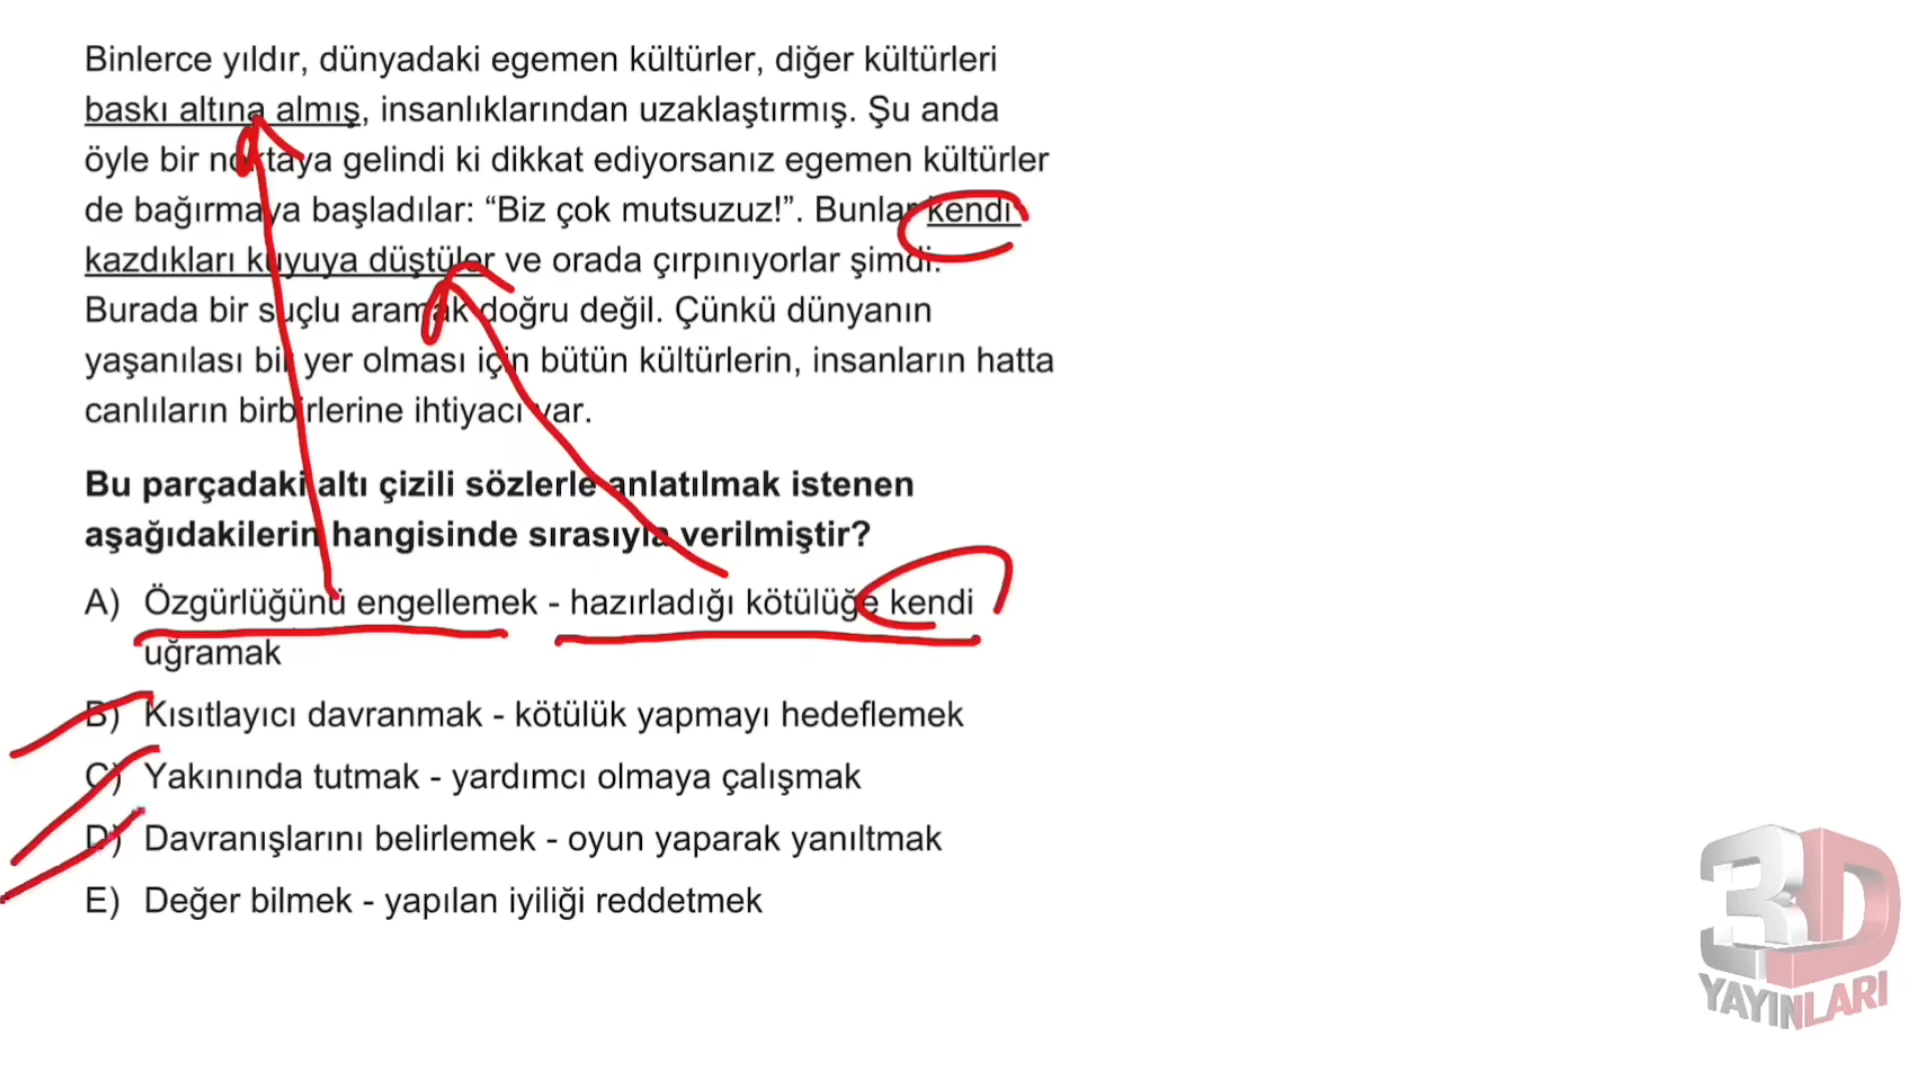 Binlerce yıldır, dünyadaki egemen kültürler, diğer kültürleri
baskı altına almış, insanlıklarından uzaklaştırmış. Şu anda
öyle bir noktaya gelindi ki dikkat ediyorsanız egemen kültürler
de bağırmaya başladılar: “Biz çok mutsuzuz!”. Bunlar kendi
kazdıkları kuyuya düştüler ve orada çırpınıyorlar şimdi.
Burada bir suçlu aramak doğru değil. Çünkü dünyanın
yaşanılası bir yer olması için bütün kültürlerin, insanların hatta
canlıların birbirlerine ihtiyacı var.
Bu parçadaki altı çizili sözlerle anlatılmak istenen
aşağıdakilerin hangisinde sırasıyla verilmiştir?
A) Özgürlüğünü engellemek - hazırladığı kötülüğe kendi
uğramak
B) Kısıtlayıcı davranmak - kötülük yapmayı hedeflemek
C) Yakınında tutmak - yardımcı olmaya çalışmak
D) Davranışlarını belirlemek - oyun yaparak yanıltmak
E) Değer bilmek - yapılan iyiliği reddetmek
3D
YAYINLARI